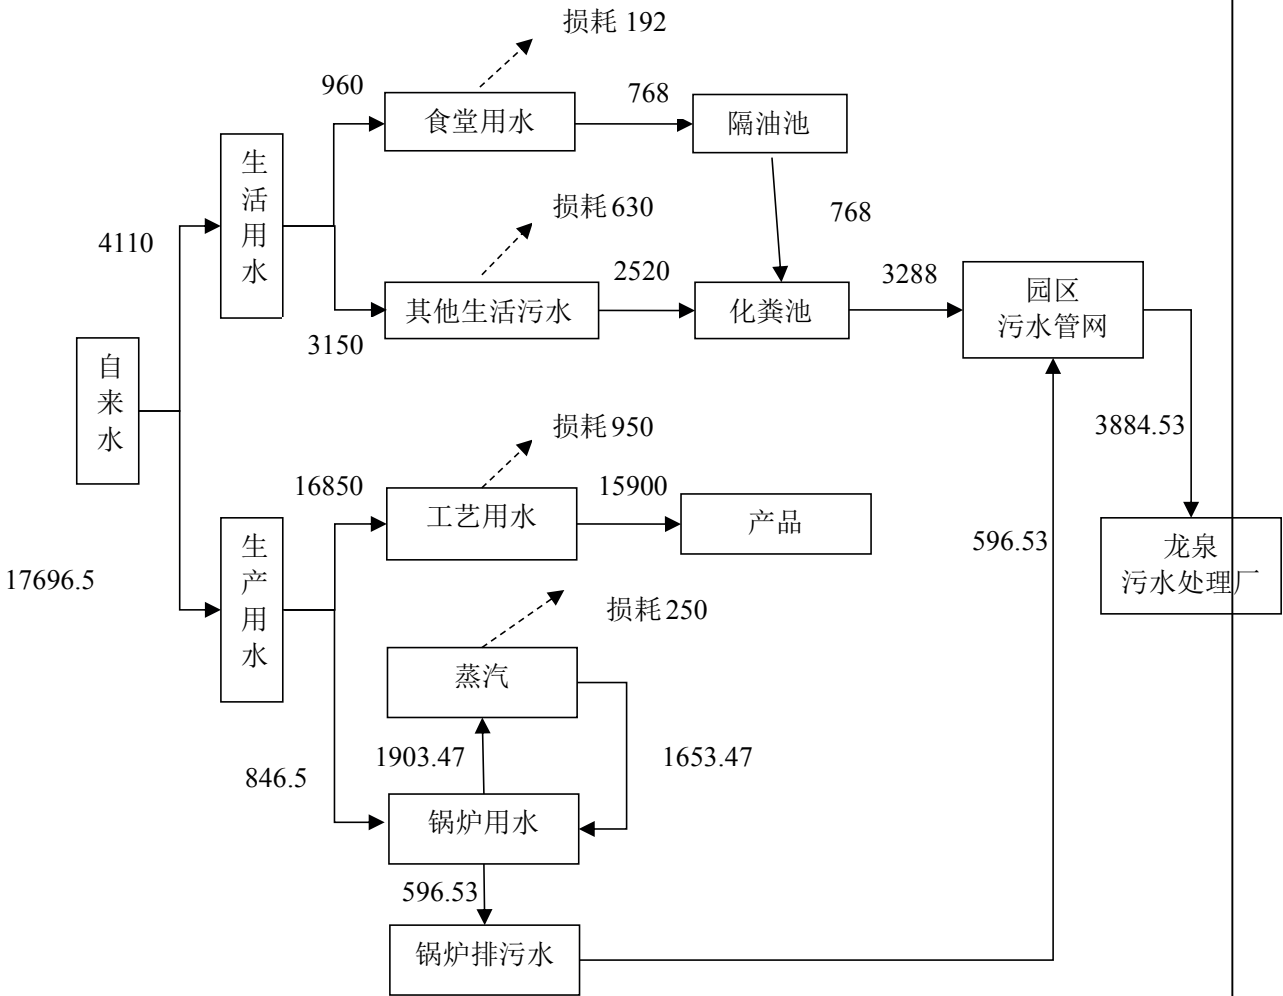 损耗 192
960
768
食堂用水
隔油池
生活用水
损耗 630
768
4110
2520
3288
其他生活污水
化粪池
园区
污水管网
3150
自来水
损耗 950
3884.53
16850
15900
工艺用水
产品
596.53
龙泉
污水处理厂
17696.5
生产用水
损耗 250
蒸汽
1903.47
1653.47
846.5
锅炉用水
596.53
锅炉排污水